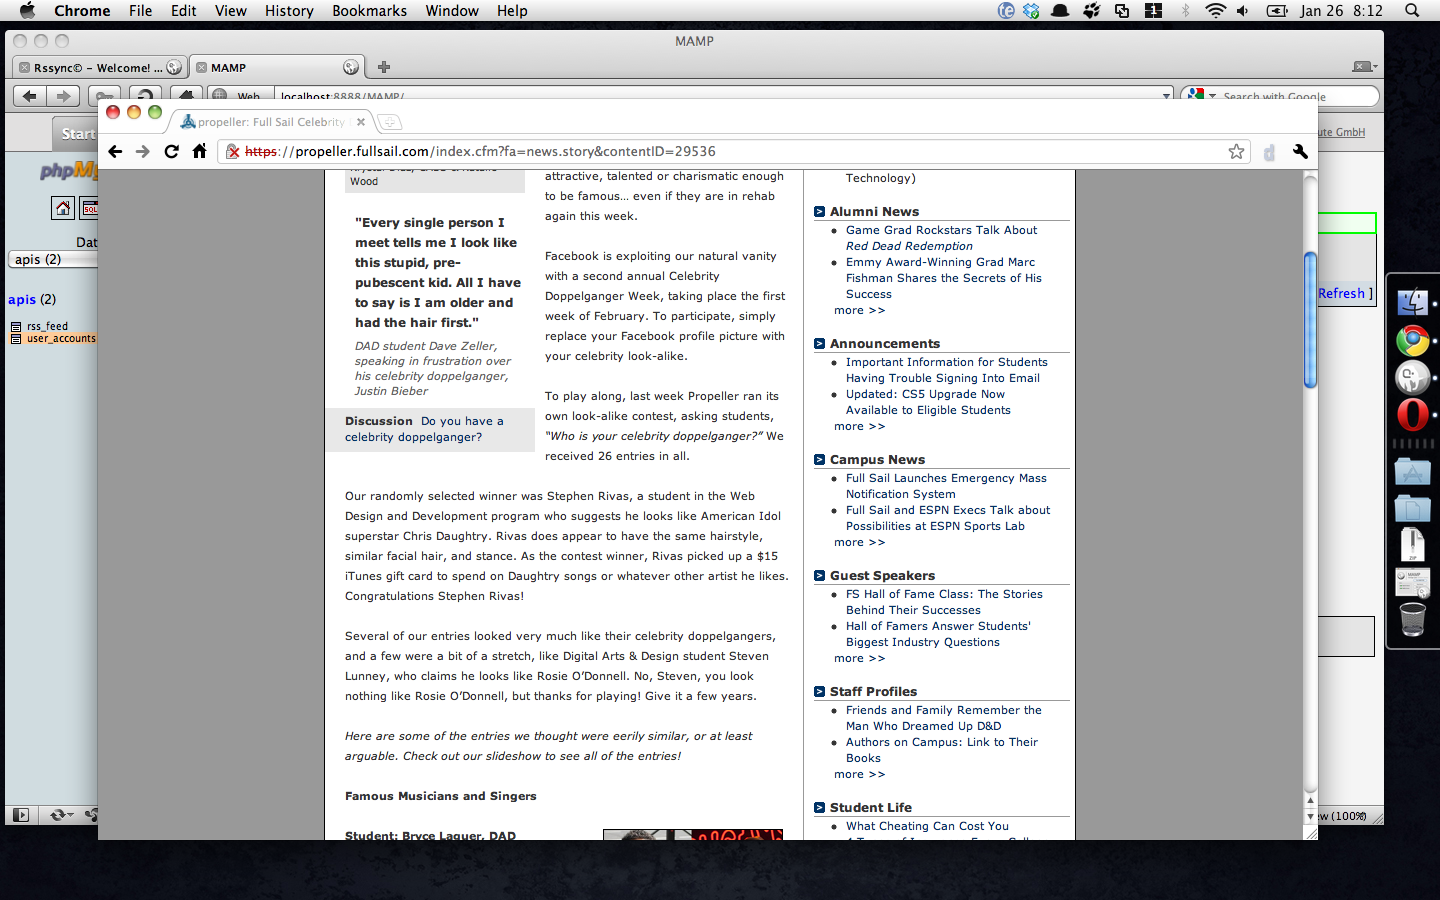 Chrome File Edit View History Bookmarks Window Help
1
Jan 26 8:12
MAMP
Rssync© – Welcome! ...
MAMP
Web
localhost:8888/MAMP/
Search with Google
Start
ute GmbH
propeller: Full Sail Celebrity
https://propeller.fullsail.com/index.cfm?fa=news.story&contentID=29536
phpM
SQL
Dat
apis (2)
apis (2)
rss_feed
user_accounts
Refresh ]
Wood
"Every single person I
meet tells me I look like
this stupid, pre-
pubescent kid. All I have
to say is I am older and
had the hair first."
DAD student Dave Zeller,
speaking in frustration over
his celebrity doppelganger,
Justin Bieber
Discussion Do you have a
celebrity doppelganger?
attractive, talented or charismatic enough
to be famous... even if they are in rehab
again this week.
Facebook is exploiting our natural vanity
with a second annual Celebrity
Doppelganger Week, taking place the first
week of February. To participate, simply
replace your Facebook profile picture with
your celebrity look-alike.
To play along, last week Propeller ran its
own look-alike contest, asking students,
“Who is your celebrity doppelganger?” We
received 26 entries in all.
Our randomly selected winner was Stephen Rivas, a student in the Web
Design and Development program who suggests he looks like American Idol
superstar Chris Daughtry. Rivas does appear to have the same hairstyle,
similar facial hair, and stance. As the contest winner, Rivas picked up a $15
iTunes gift card to spend on Daughtry songs or whatever other artist he likes.
Congratulations Stephen Rivas!
Several of our entries looked very much like their celebrity doppelgangers,
and a few were a bit of a stretch, like Digital Arts & Design student Steven
Lunney, who claims he looks like Rosie O’Donnell. No, Steven, you look
nothing like Rosie O’Donnell, but thanks for playing! Give it a few years.
Here are some of the entries we thought were eerily similar, or at least
arguable. Check out our slideshow to see all of the entries!
Famous Musicians and Singers
Student: Bryce Laguer, DAD
Technology)
Alumni News
Game Grad Rockstars Talk About
Red Dead Redemption
Emmy Award-Winning Grad Marc
Fishman Shares the Secrets of His
Success
more >>
Announcements
Important Information for Students
Having Trouble Signing Into Email
Updated: CS5 Upgrade Now
Available to Eligible Students
more >>
Campus News
Full Sail Launches Emergency Mass
Notification System
Full Sail and ESPN Execs Talk about
Possibilities at ESPN Sports Lab
more >>
Guest Speakers
FS Hall of Fame Class: The Stories
Behind Their Successes
Hall of Famers Answer Students'
Biggest Industry Questions
more >>
Staff Profiles
Friends and Family Remember the
Man Who Dreamed Up D&D
Authors on Campus: Link to Their
Books
more >>
Student Life
What Cheating Can Cost You
ZIP
MAMP
ew (100%)